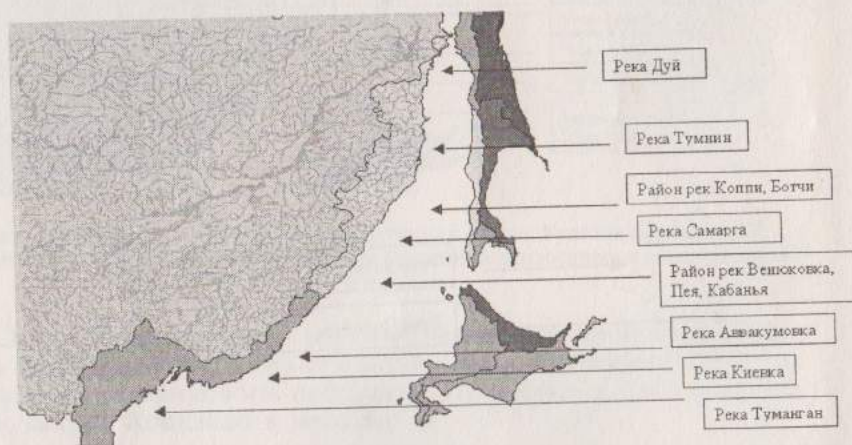 Река Дуй
Река Тумнин
Район рек Коппи, Ботчи
Река Самарга
Район рек Венюковка,
Пея, Кабанья
Река Аввакумовка
Река Киевка
Река Туманган